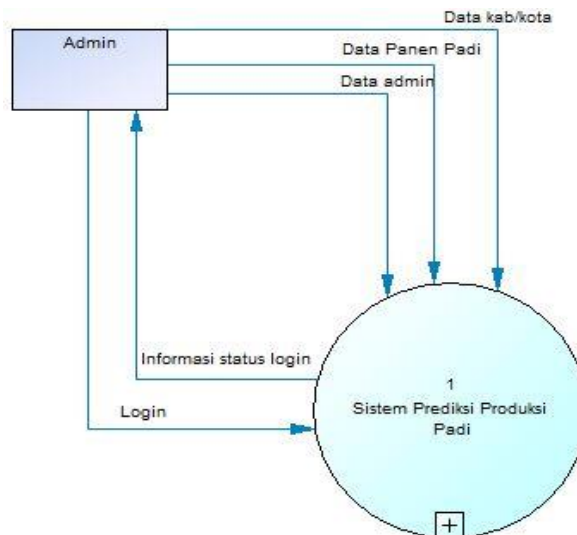 Data kab/kota
Admin
Data Panen Padi
Data admin
Informasi status login
Login
1
Sistem Prediksi Produksi
Padi